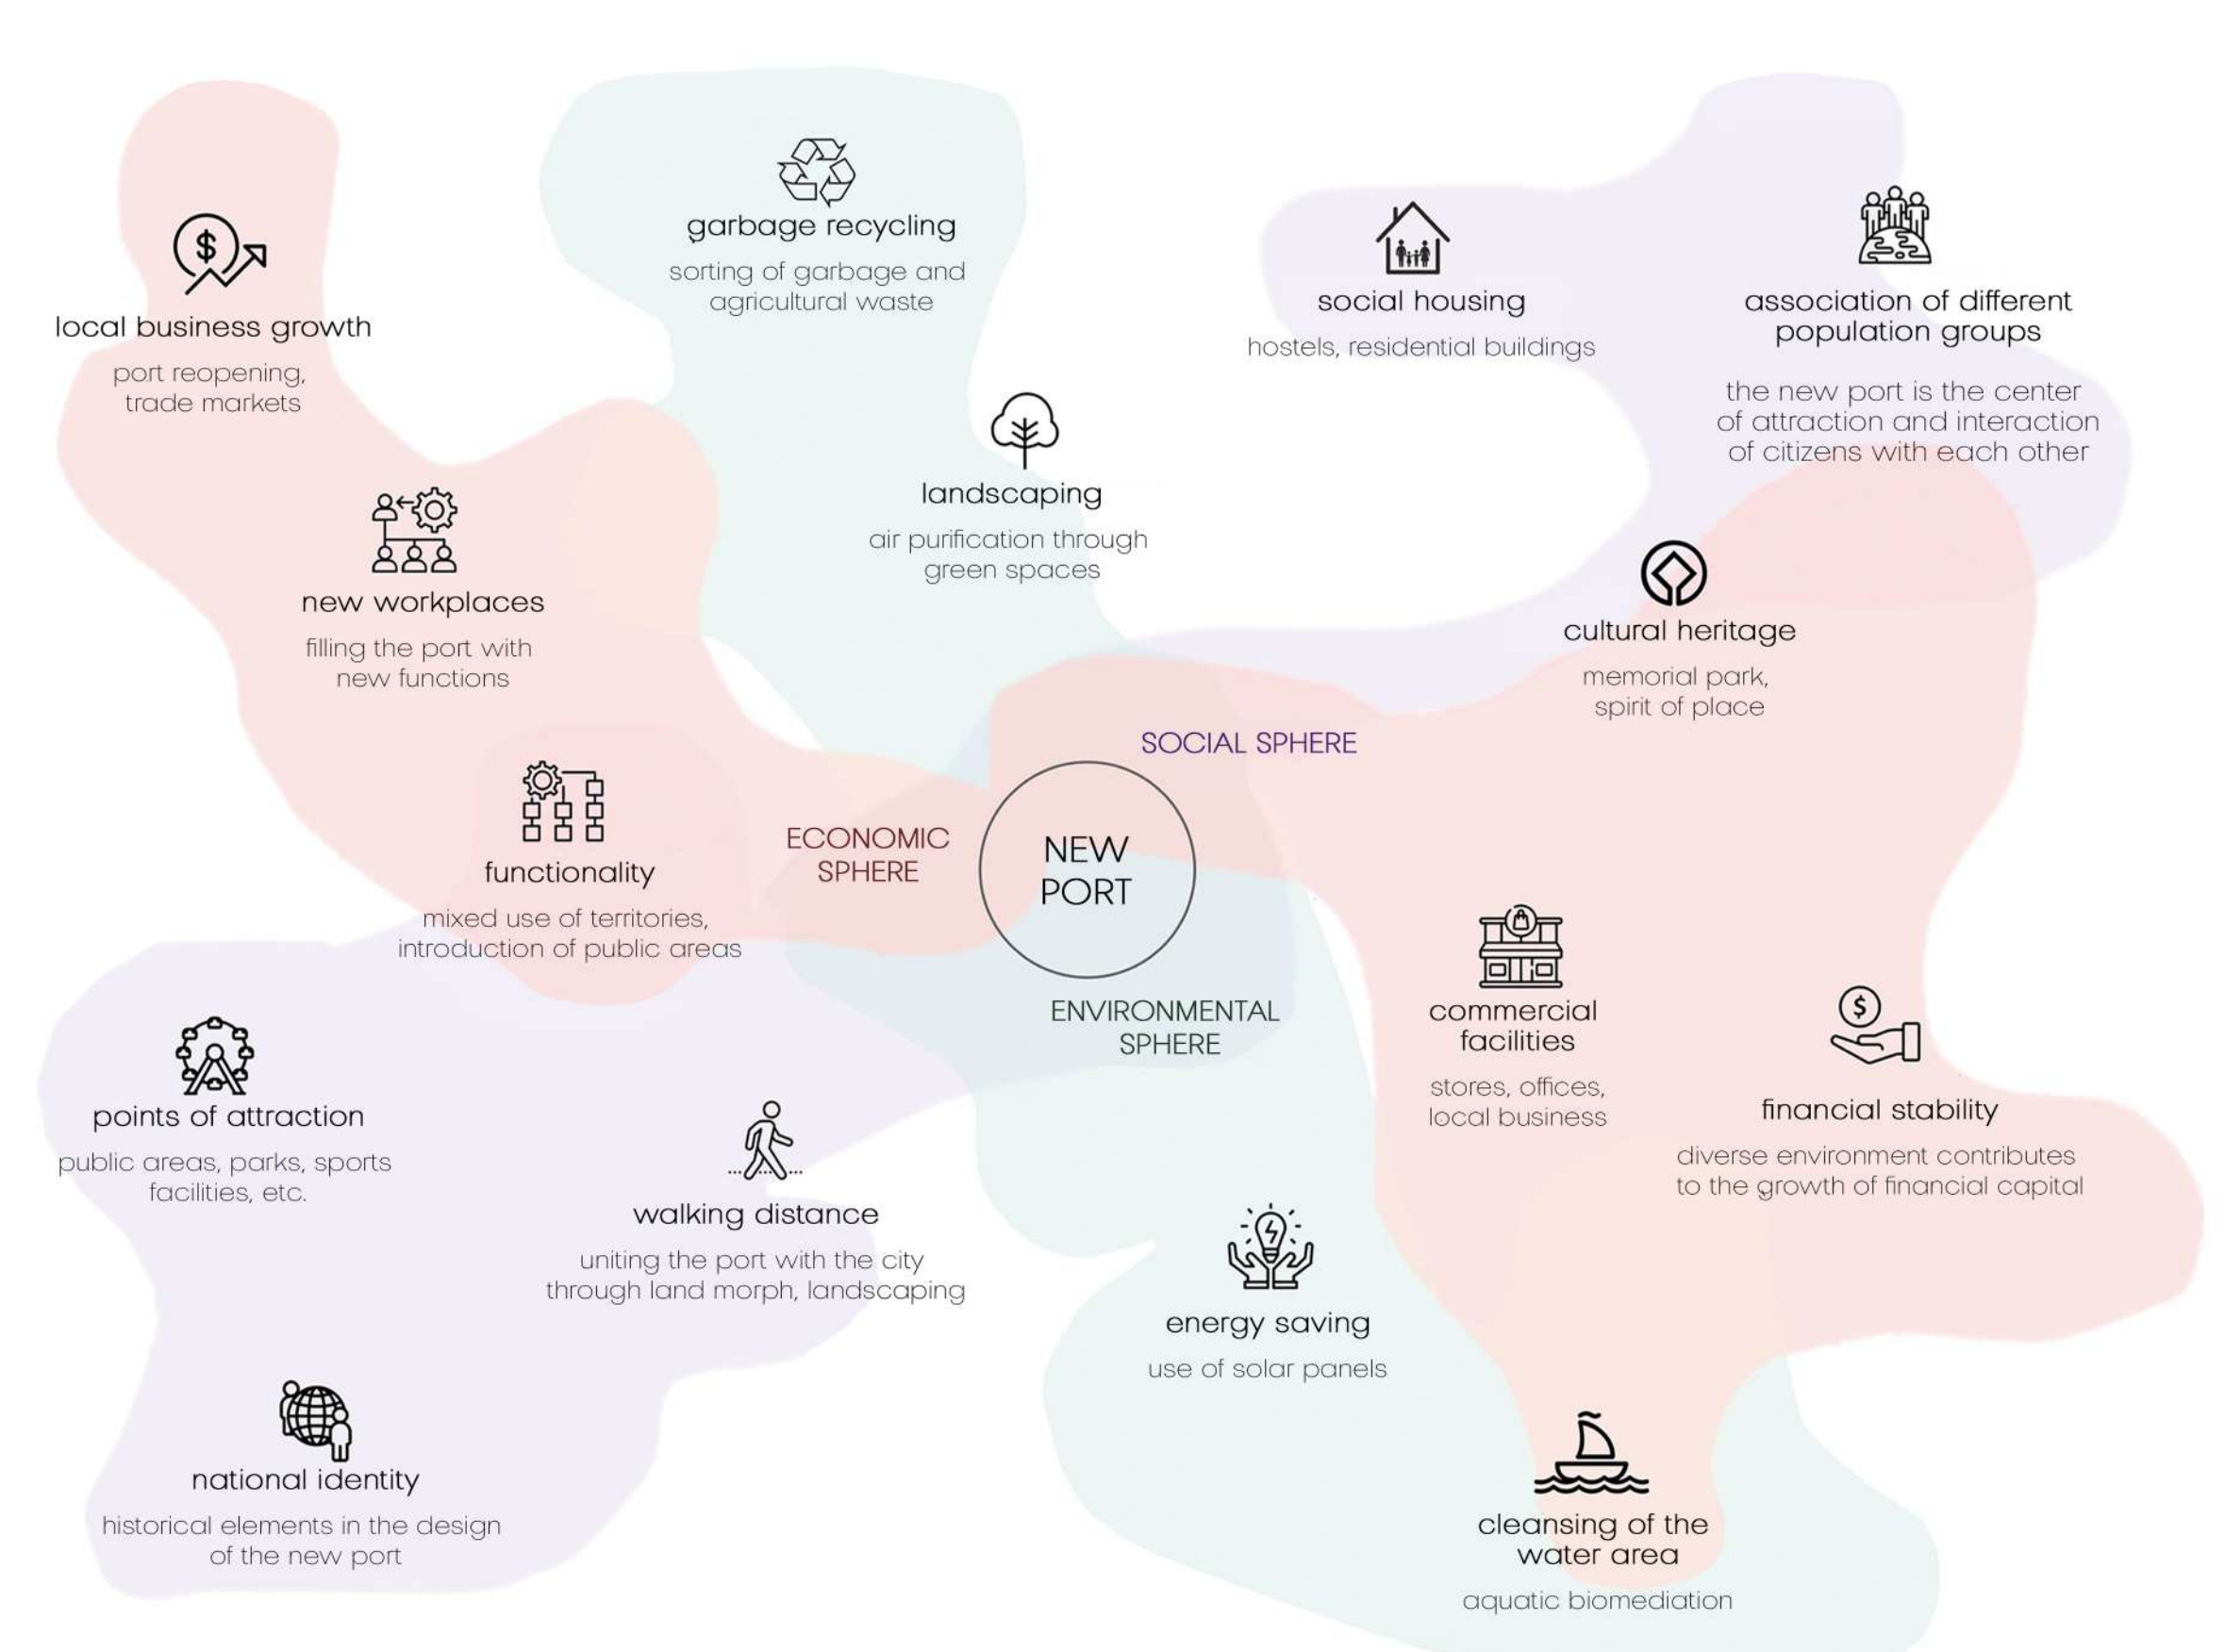 garbage recycling
sorting of garbage and
agricultural waste
social housing
hostels, residential buildings
association of different
population groups
the new port is the center
of attraction and interaction
of citizens with each other
local business growth
port reopening,
trade markets
landscaping
air purification through
green spaces
new workplaces
filling the port with
new functions
cultural heritage
memorial park,
spirit of place
SOCIAL SPHERE
ECONOMIC
SPHERE
NEW
PORT
ENVIRONMENTAL
SPHERE
functionality
mixed use of territories,
introduction of public areas
commercial
facilities
stores, offices,
local business
financial stability
diverse environment contributes
to the growth of financial capital
points of attraction
public areas, parks, sports
facilities, etc.
walking distance
uniting the port with the city
through land morph, landscaping
energy saving
use of solar panels
national identity
historical elements in the design
of the new port
cleansing of the
water area
aquatic biomediation